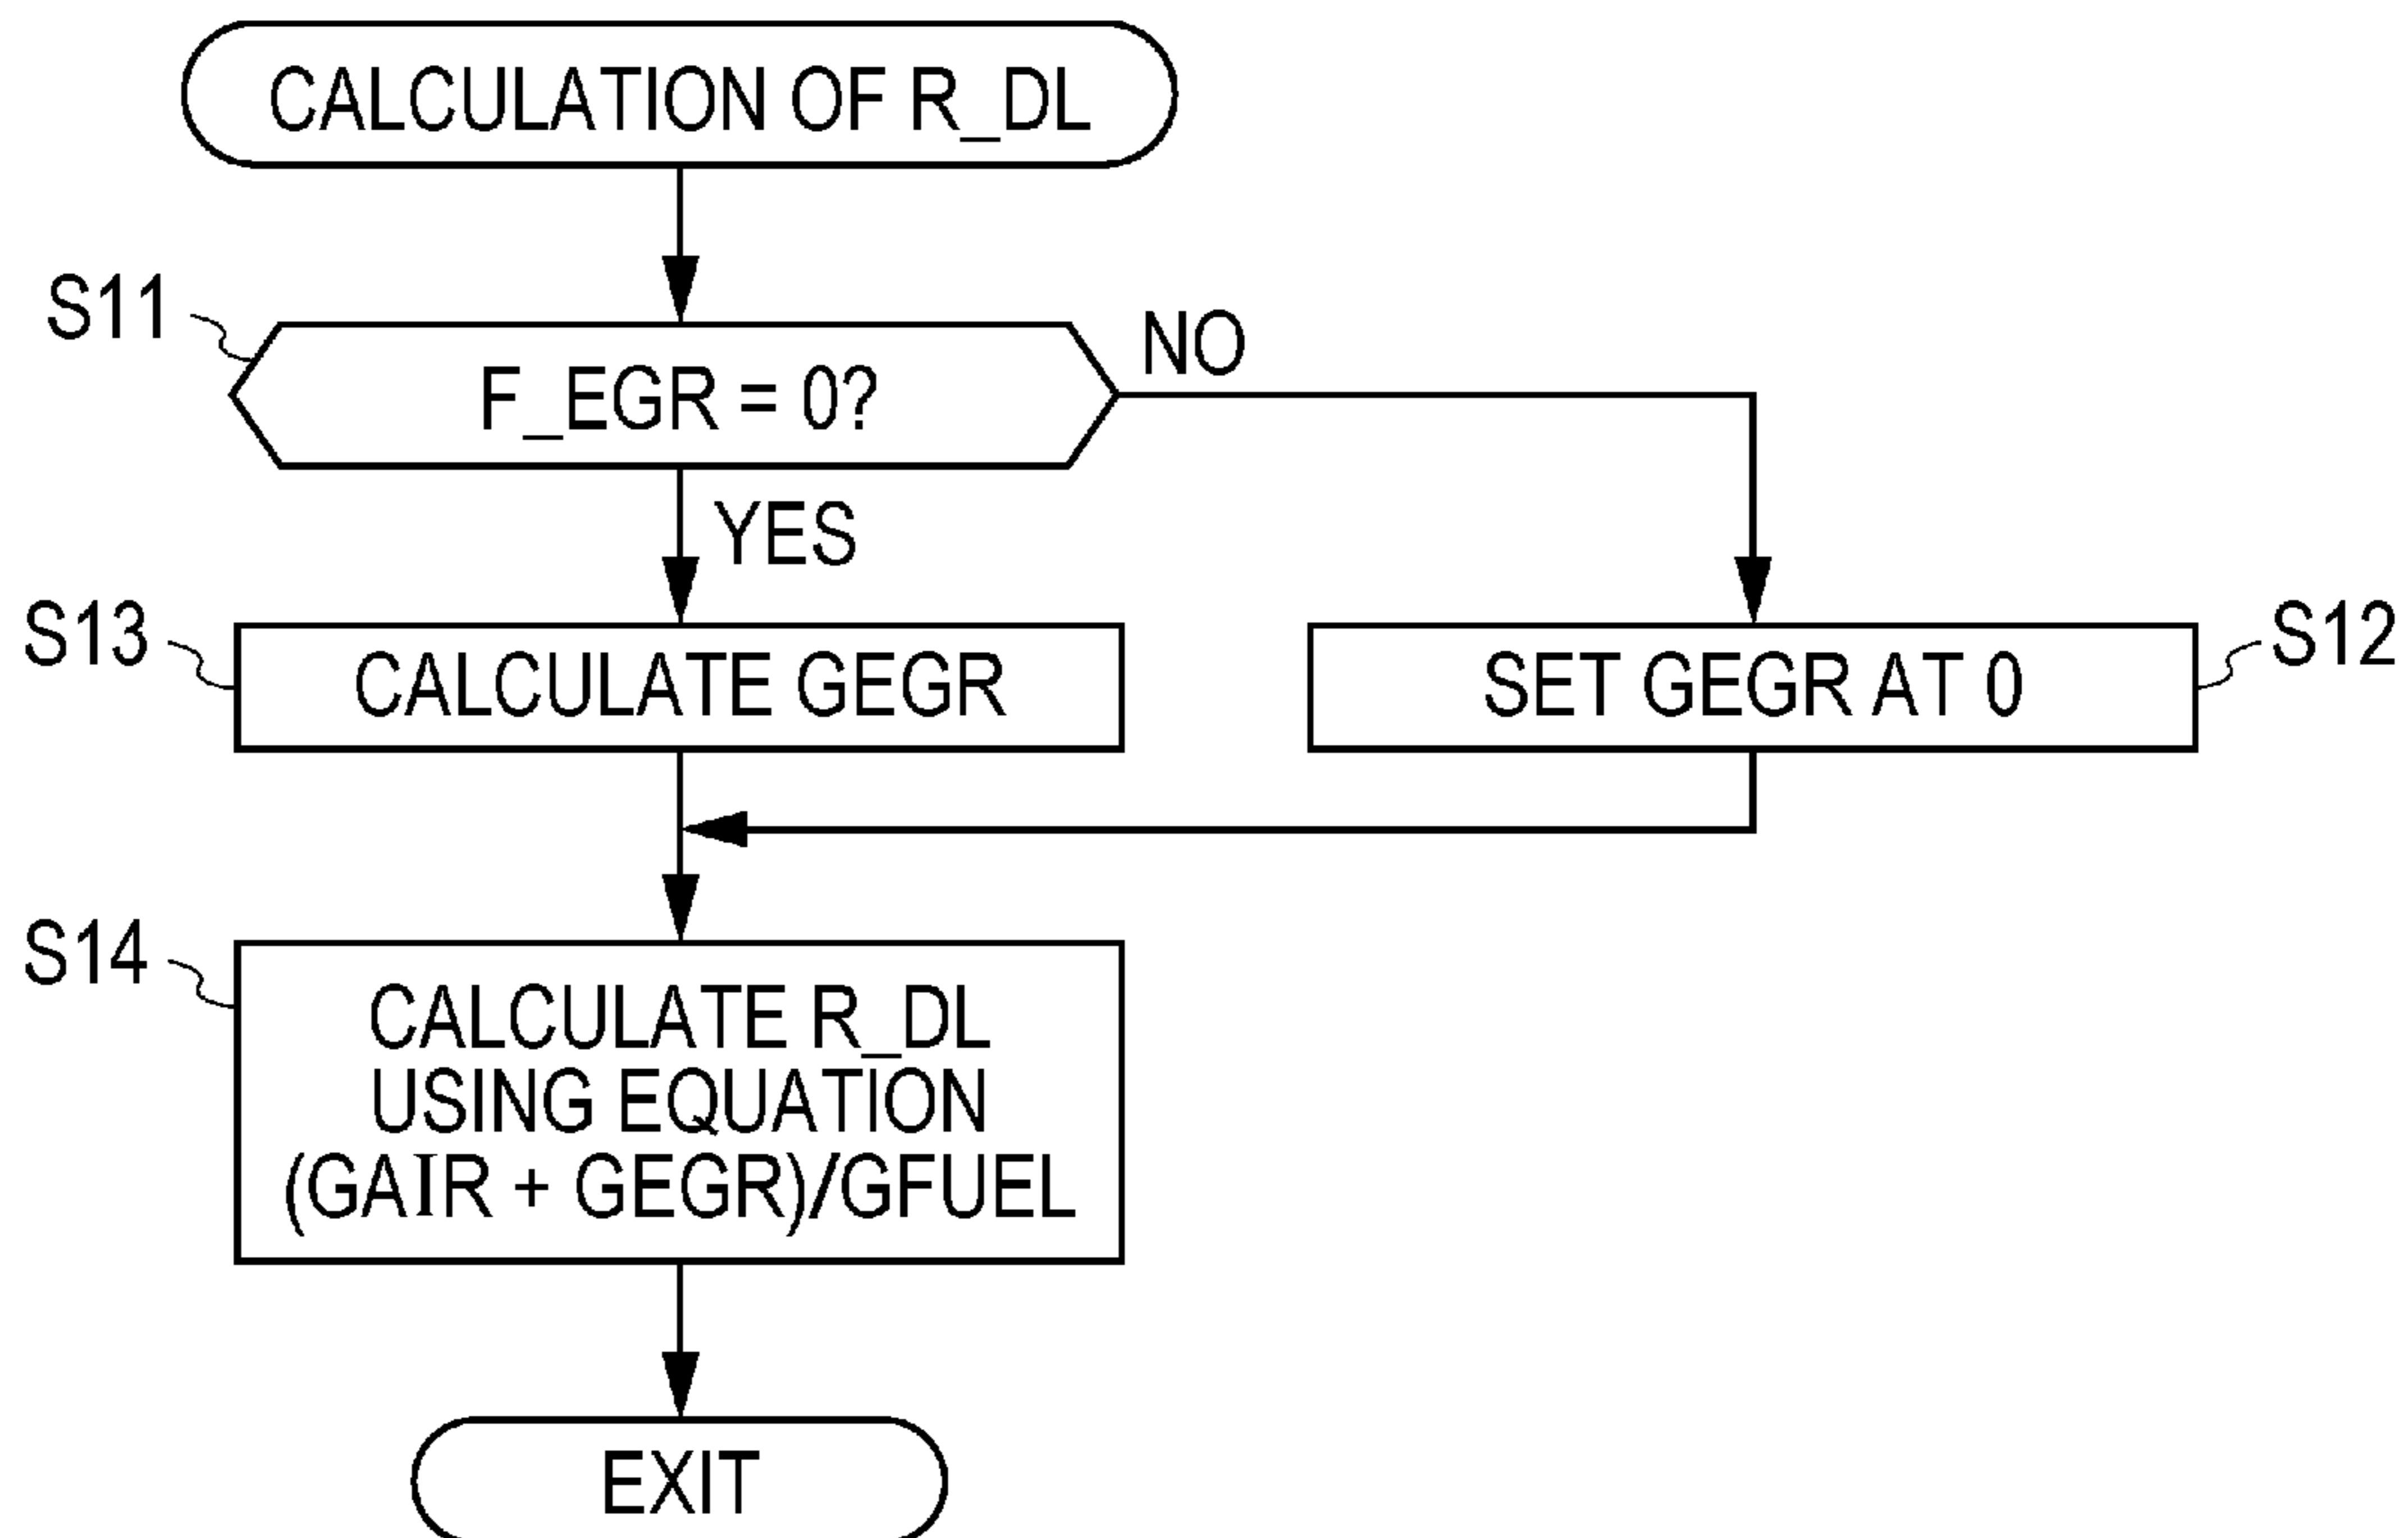 CALCULATION OF R_DL
S11
F_EGR = 0?
NO
YES
S13
CALCULATE GEGR
SET GEGR AT 0
S12
S14
CALCULATE R_DL
USING EQUATION
(GAIR + GEGR)/GFUEL
EXIT